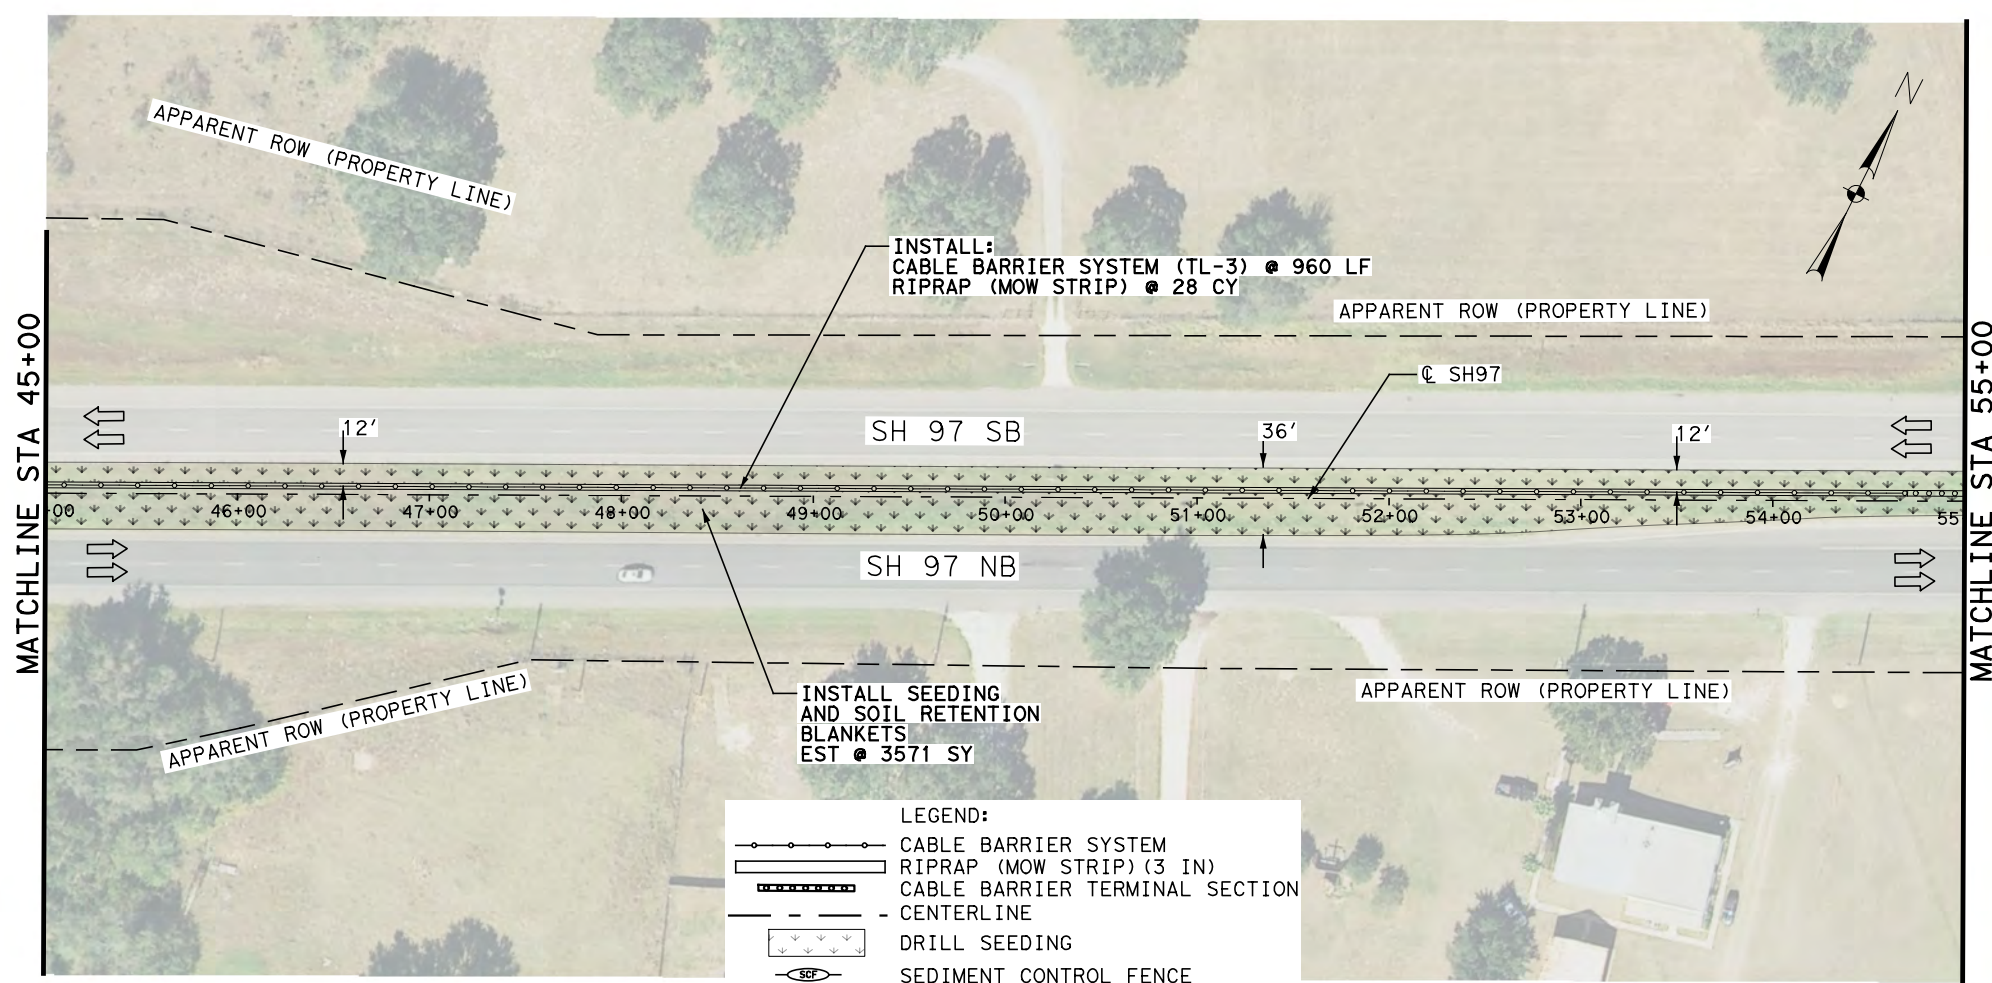 N
APPARENT ROW (PROPERTY LINE)
INSTALL:
CABLE BARRIER SYSTEM (TL-3) @ 960 LF
RIPRAP (MOW STRIP) @ 28 CY
APPARENT ROW (PROPERTY LINE)
℄ SH97
MATCHLINE STA 45+00
MATCHLINE STA 55+00
12'
SH 97 SB
36'
12'
+00
46+00
47+00
48+00
49+00
50+00
51+00
52+00
53+00
54+00
55
SH 97 NB
APPARENT ROW (PROPERTY LINE)
INSTALL SEEDING
AND SOIL RETENTION
BLANKETS
EST @ 3571 SY
APPARENT ROW (PROPERTY LINE)
LEGEND:
CABLE BARRIER SYSTEM
RIPRAP (MOW STRIP)(3 IN)
CABLE BARRIER TERMINAL SECTION
CENTERLINE
DRILL SEEDING
SCF
SEDIMENT CONTROL FENCE